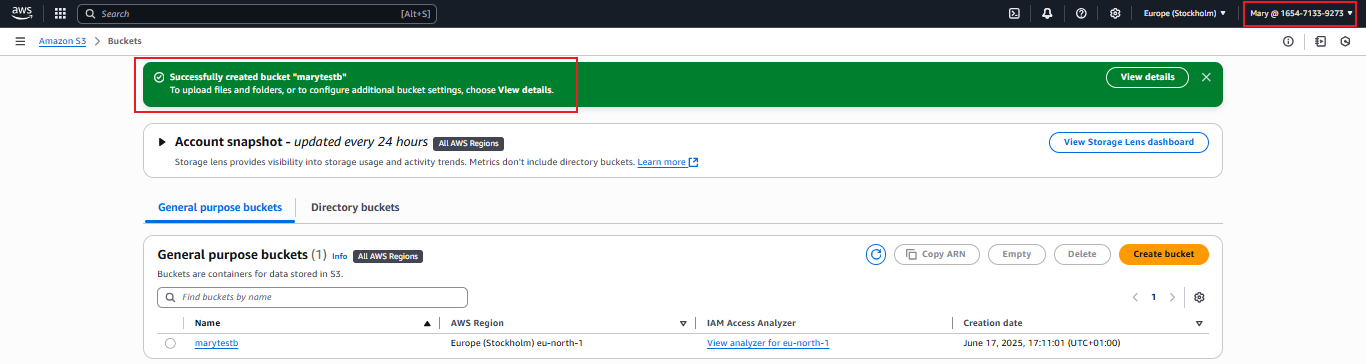 aws
Search [Alt+S] Europe (Stockholm) Mary @ 1654-7133-9273
Amazon S3 > Buckets
Successfully created bucket "marytestb"
To upload files and folders, or to configure additional bucket settings, choose View details.
View details
Account snapshot - updated every 24 hours All AWS Regions
Storage lens provides visibility into storage usage and activity trends. Metrics don't include directory buckets. Learn more
View Storage Lens dashboard
General purpose buckets Directory buckets
General purpose buckets (1) Info All AWS Regions
Copy ARN Empty Delete Create bucket
Buckets are containers for data stored in S3.
Find buckets by name
1
Name AWS Region IAM Access Analyzer Creation date
marytestb Europe (Stockholm) eu-north-1 View analyzer for eu-north-1 June 17, 2025, 17:11:01 (UTC+01:00)